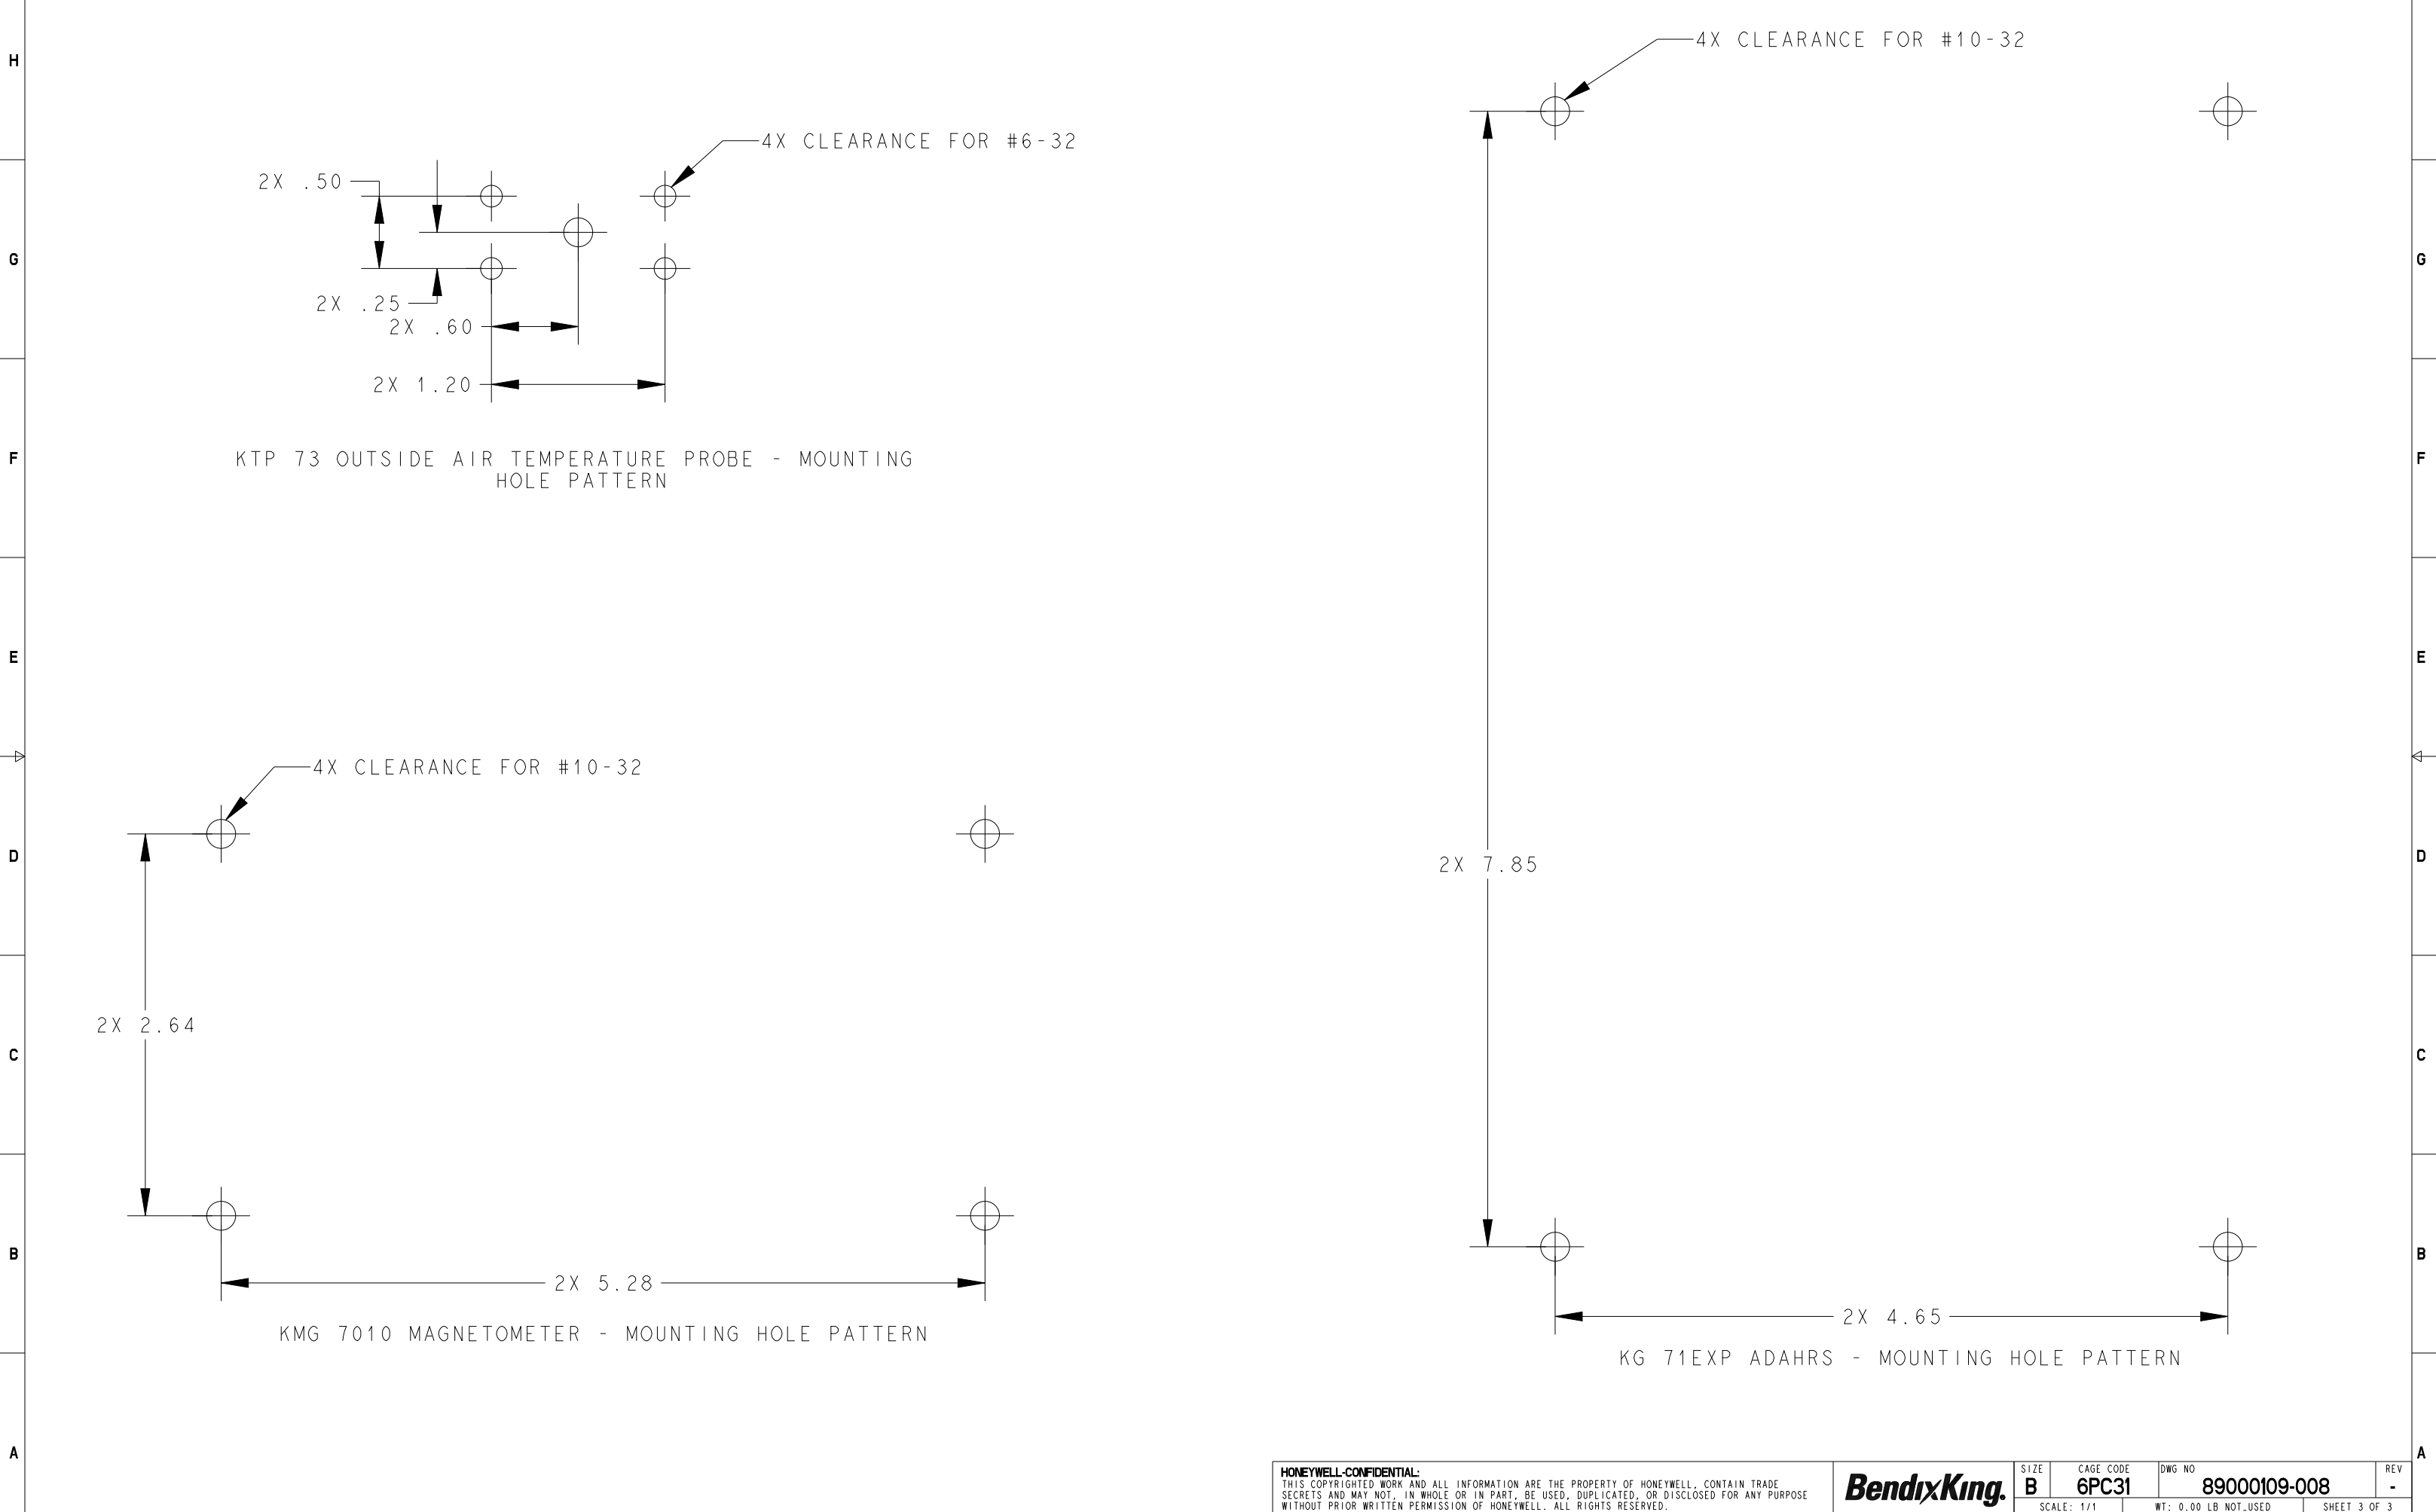 H
4X CLEARANCE FOR #6-32
2X .50
2X .25
2X .60
2X 1.20
KTP 73 OUTSIDE AIR TEMPERATURE PROBE - MOUNTING
HOLE PATTERN
4X CLEARANCE FOR #10-32
2X 2.64
2X 5.28
KMG 7010 MAGNETOMETER - MOUNTING HOLE PATTERN
4X CLEARANCE FOR #10-32
2X 7.85
2X 4.65
KG 71EXP ADAHRS - MOUNTING HOLE PATTERN
G
F
E
D
C
B
A
G
F
E
D
C
B
A
HONEYWELL-CONFIDENTIAL:
THIS COPYRIGHTED WORK AND ALL INFORMATION ARE THE PROPERTY OF HONEYWELL, CONTAIN TRADE
SECRETS AND MAY NOT, IN WHOLE OR IN PART, BE USED, DUPLICATED, OR DISCLOSED FOR ANY PURPOSE
WITHOUT PRIOR WRITTEN PERMISSION OF HONEYWELL. ALL RIGHTS RESERVED.
BendixKing.
SIZE
B
CAGE CODE
6PC31
DWG NO
89000109-008
REV
-
SCALE: 1/1
WT: 0.00 LB NOT_USED
SHEET 3 OF 3